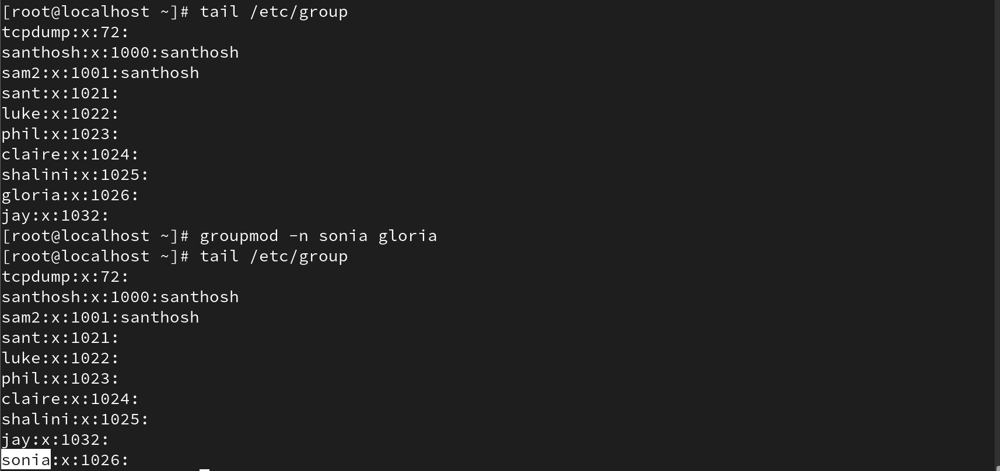 [root@localhost ~]# tail /etc/group
tcpdump:x:72:
santhosh:x:1000:santhosh
sam2:x:1001:santhosh
sant:x:1021:
luke:x:1022:
phil:x:1023:
claire:x:1024:
shalini:x:1025:
gloria:x:1026:
jay:x:1032:
[root@localhost ~]# groupmod -n sonia gloria
[root@localhost ~]# tail /etc/group
tcpdump:x:72:
santhosh:x:1000:santhosh
sam2:x:1001:santhosh
sant:x:1021:
luke:x:1022:
phil:x:1023:
claire:x:1024:
shalini:x:1025:
jay:x:1032:
sonia:x:1026: